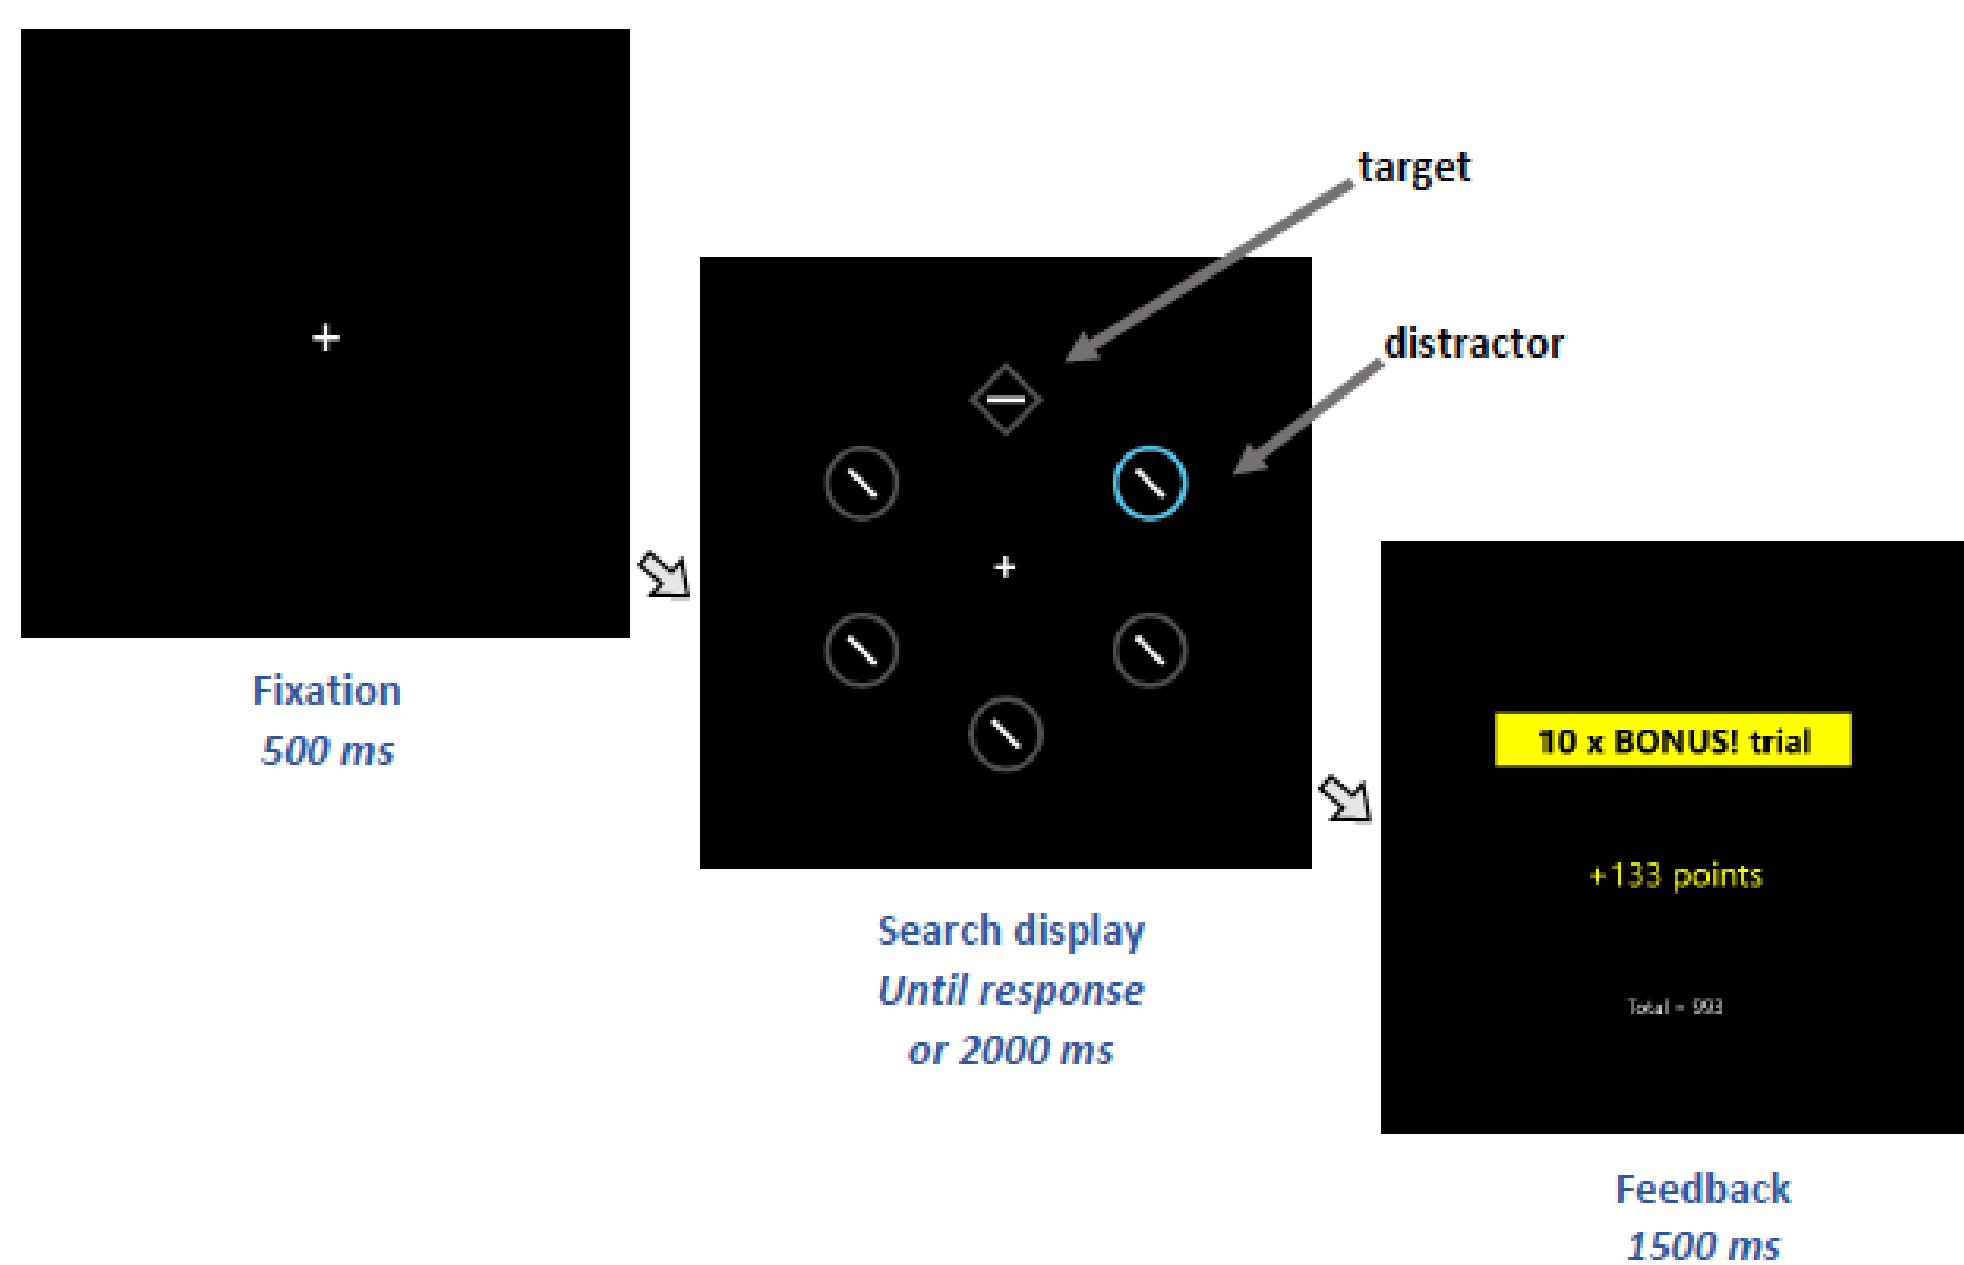 target
distractor
Fixation
500 ms
Search display
Until response
or 2000 ms
10 x BONUS! trial
+133 points
Total = 993
Feedback
1500 ms